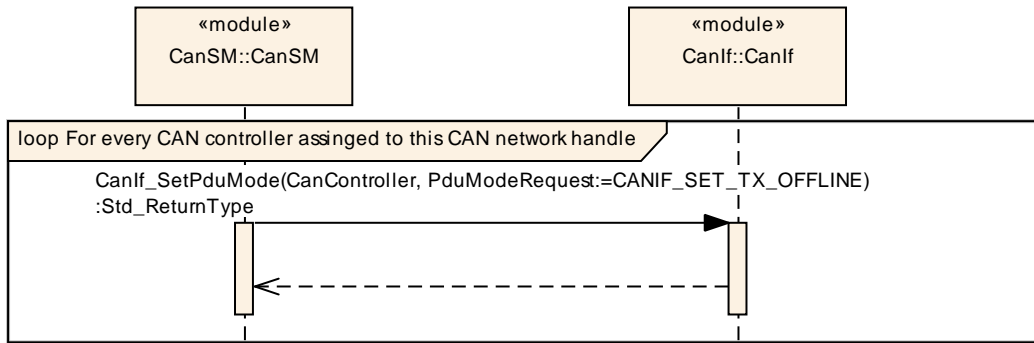 «module»
CanSM::CanSM
«module»
CanIf::CanIf
loop For every CAN controller assinged to this CAN network handle
CanIf_SetPduMode(CanController, PduModeRequest:=CANIF_SET_TX_OFFLINE)
:Std_ReturnType